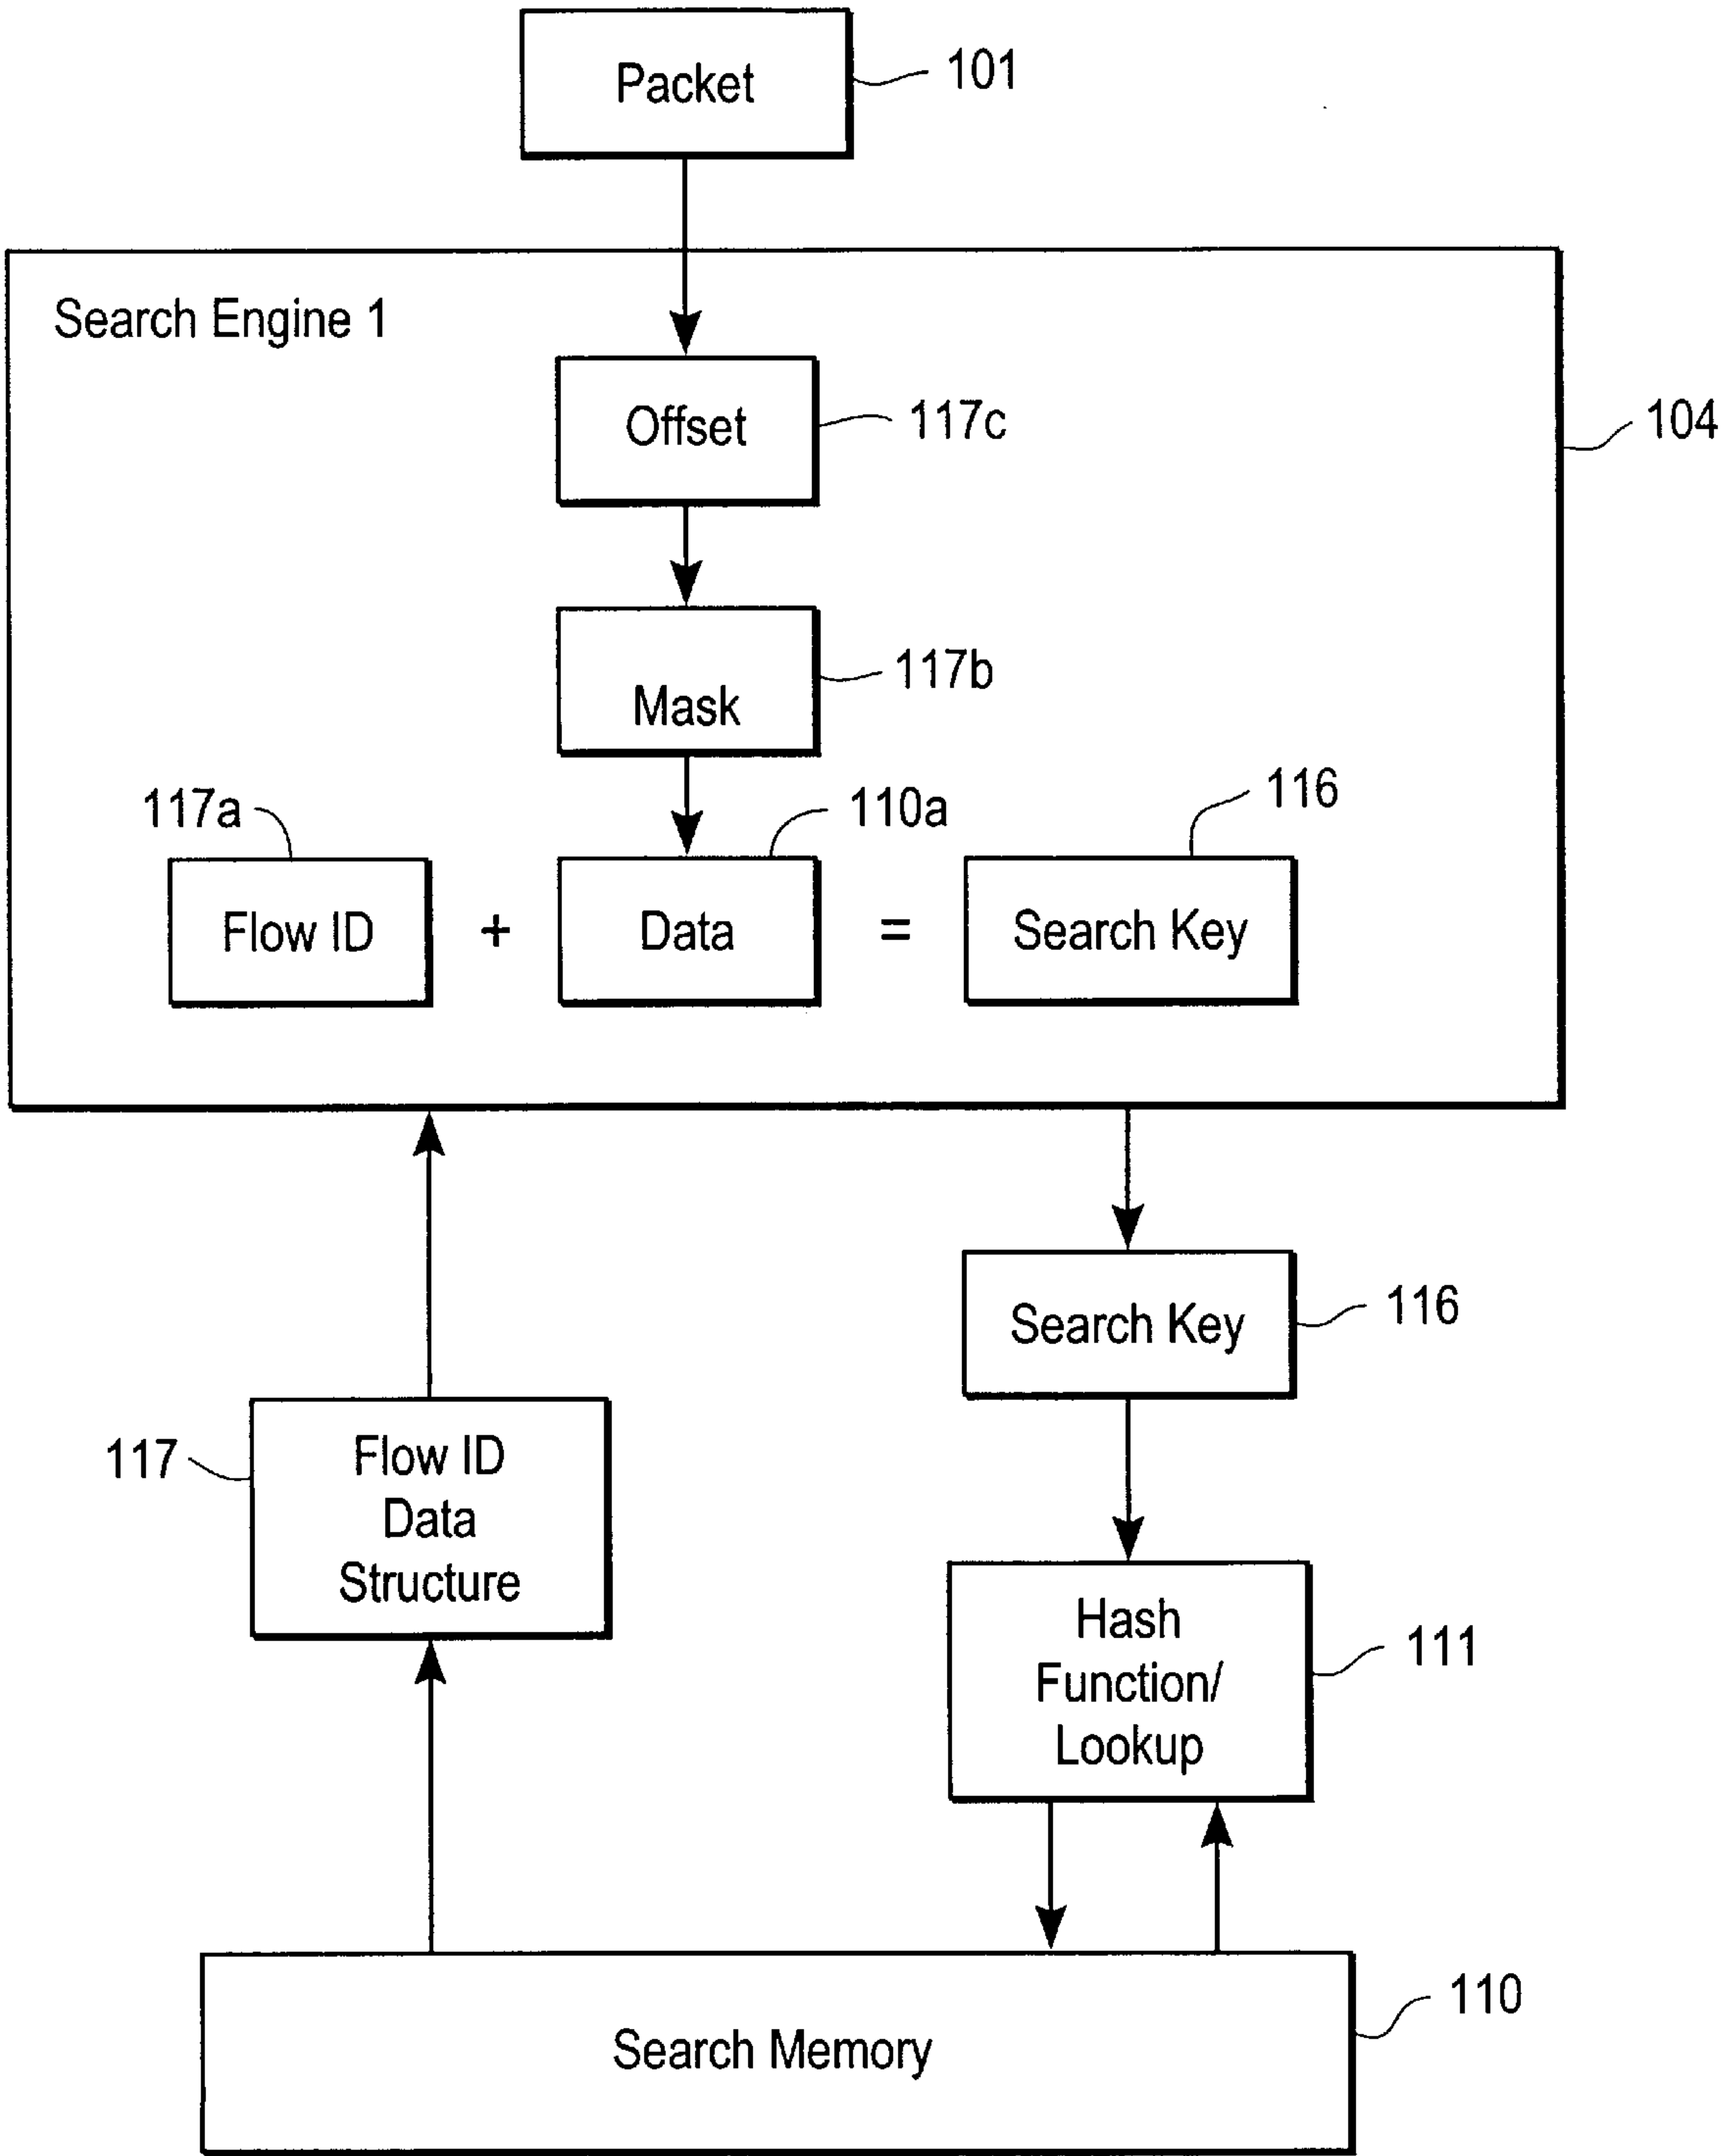 Packet
101
Search Engine 1
Offset
117c
104
Mask
117b
117a
110a
116
Flow ID + Data = Search Key
Search Key
116
117
Flow ID
Data
Structure
Hash
Function/
Lookup
111
Search Memory
110